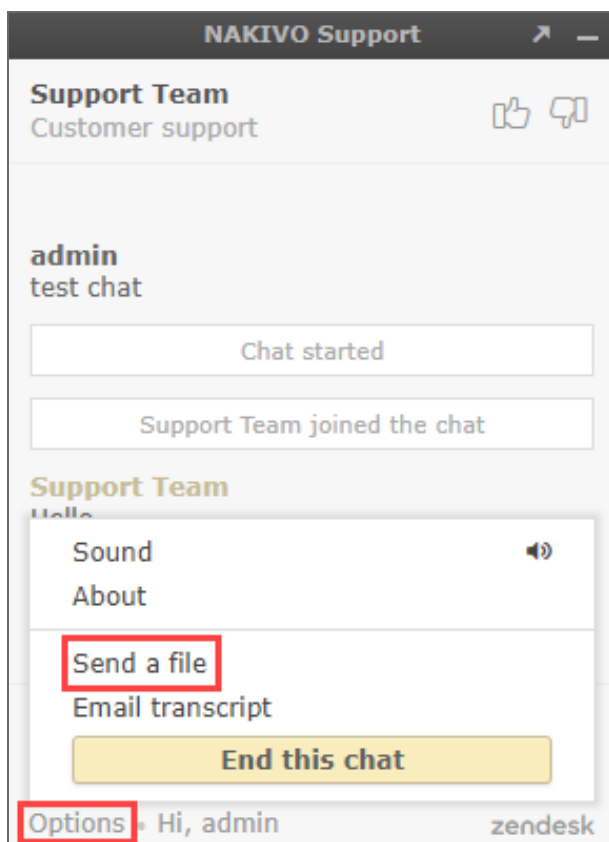 NAKIVO Support
Support Team
Customer support
admin
test chat
Chat started
Support Team joined the chat
Support Team
Hello
Sound
About
Send a file
Email transcript
End this chat
Options • Hi, admin
zendesk